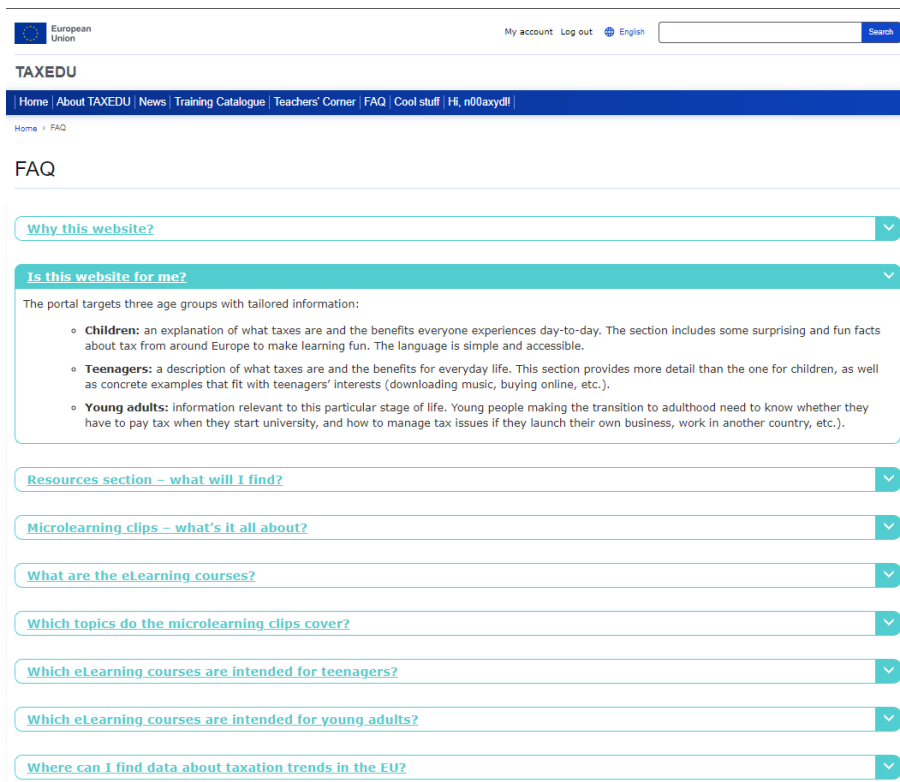 European
Union
My account Log out English
Search
TAXEDU
Home | About TAXEDU | News | Training Catalogue | Teachers' Corner | FAQ | Cool stuff | Hi, n00axydl! |
Home › FAQ
FAQ
Why this website?
Is this website for me?
The portal targets three age groups with tailored information:
Children: an explanation of what taxes are and the benefits everyone experiences day-to-day. The section includes some surprising and fun facts
about tax from around Europe to make learning fun. The language is simple and accessible.
Teenagers: a description of what taxes are and the benefits for everyday life. This section provides more detail than the one for children, as well
as concrete examples that fit with teenagers’ interests (downloading music, buying online, etc.).
Young adults: information relevant to this particular stage of life. Young people making the transition to adulthood need to know whether they
have to pay tax when they start university, and how to manage tax issues if they launch their own business, work in another country, etc.).
Resources section – what will I find?
Microlearning clips – what’s it all about?
What are the eLearning courses?
Which topics do the microlearning clips cover?
Which eLearning courses are intended for teenagers?
Which eLearning courses are intended for young adults?
Where can I find data about taxation trends in the EU?